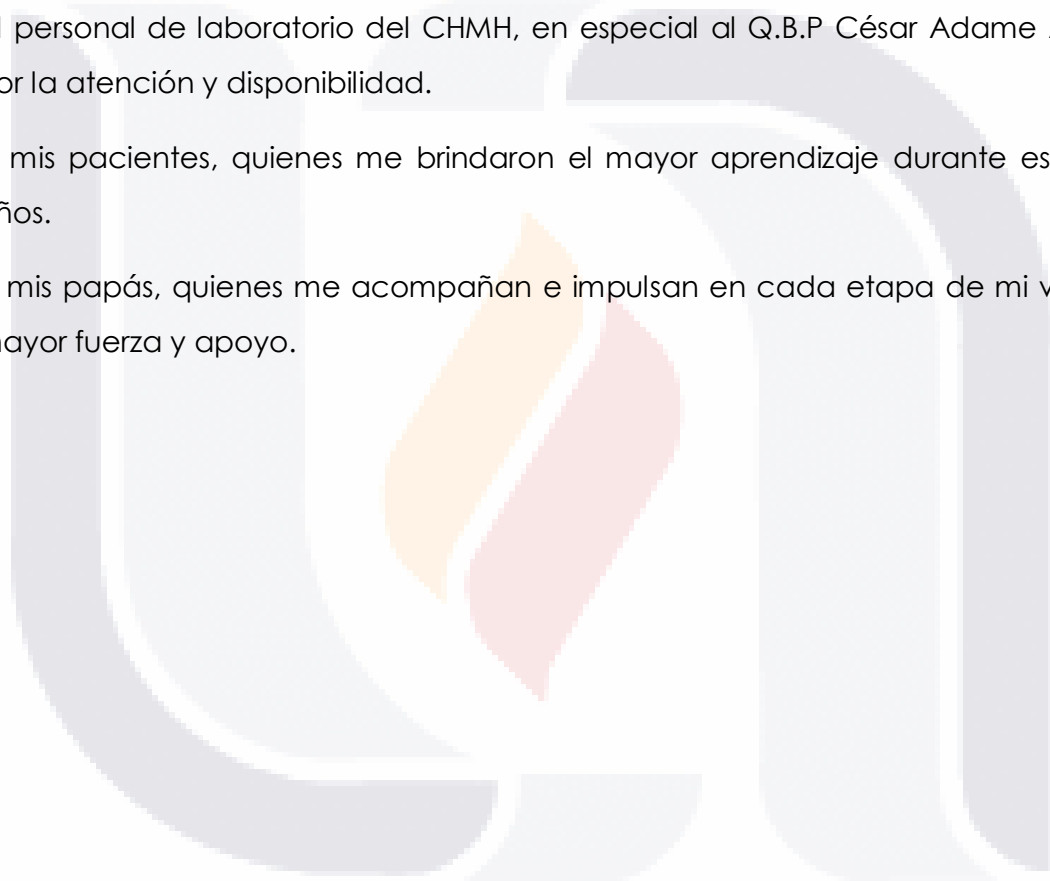 l personal de laboratorio del CHMH, en especial al Q.B.P César Adame
or la atención y disponibilidad.
mis pacientes, quienes me brindaron el mayor aprendizaje durante es
ños.
mis papás, quienes me acompañan e impulsan en cada etapa de mi v
nayor fuerza y apoyo.